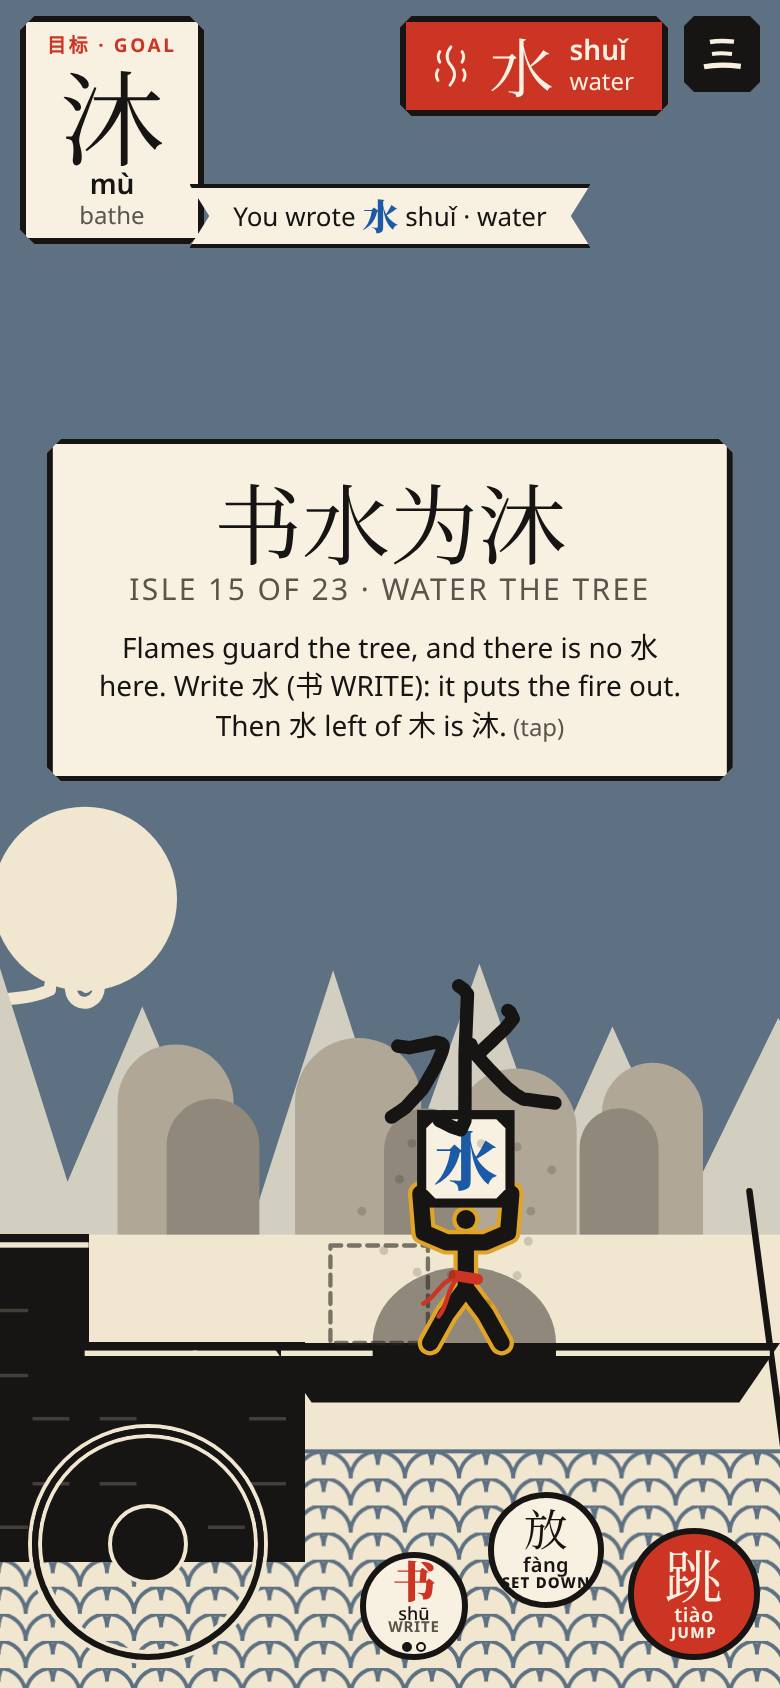 目标 · GOAL
沐
mù
bathe
水
shuǐ
water
三
You wrote 水 shuǐ · water
书水为沐
ISLE 15 OF 23 · WATER THE TREE
Flames guard the tree, and there is no 水
here. Write 水 (书 WRITE): it puts the fire out.
Then 水 left of 木 is 沐. (tap)
水
水
放
fàng
SET DOWN
书
shū
WRITE
跳
tiào
JUMP